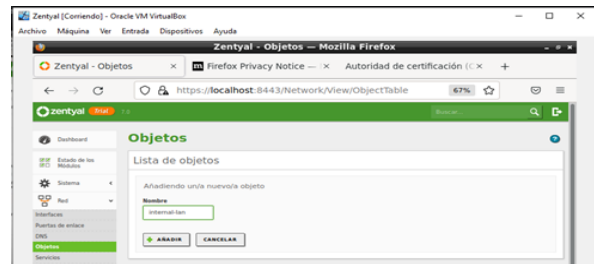 Zentyal [Corriendo] - Oracle VM VirtualBox
Archivo Máquina Ver Entrada Dispositivos Ayuda
Zentyal - Objetos — Mozilla Firefox
Zentyal - Objetos × Firefox Privacy Notice — × Autoridad de certificación (C × +
https://localhost:8443/Network/View/ObjectTable 67%
zentyal Trial 7.0 Buscar...
Dashboard
Objetos
Estado de los
Módulos
Lista de objetos
Sistema
Añadiendo un/a nuevo/a objeto
Red
Nombre
Interfaces
internal-lan
Puertas de enlace
DNS
AÑADIR CANCELAR
Objetos
Servicios